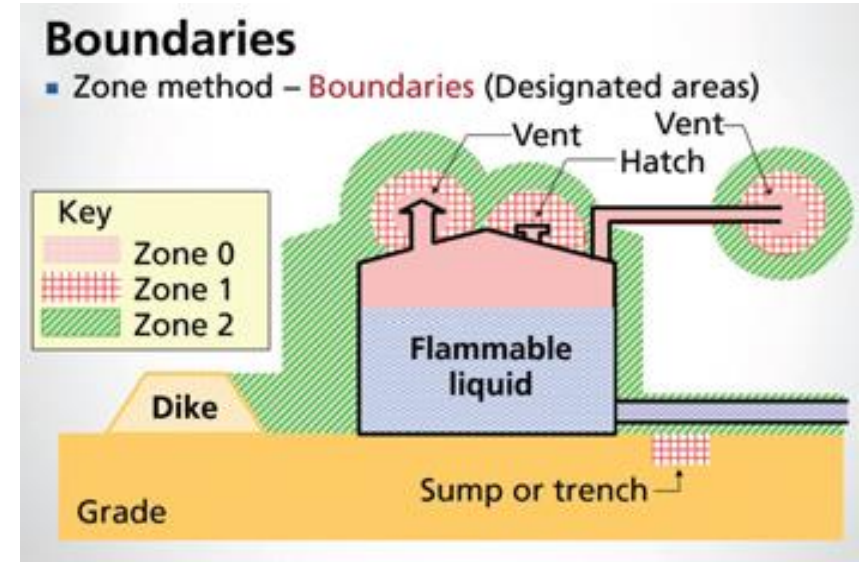 Boundaries
▪ Zone method – Boundaries (Designated areas)
Vent
Vent
Hatch
Key
Zone 0
Zone 1
Zone 2
Flammable
liquid
Dike
Sump or trench
Grade